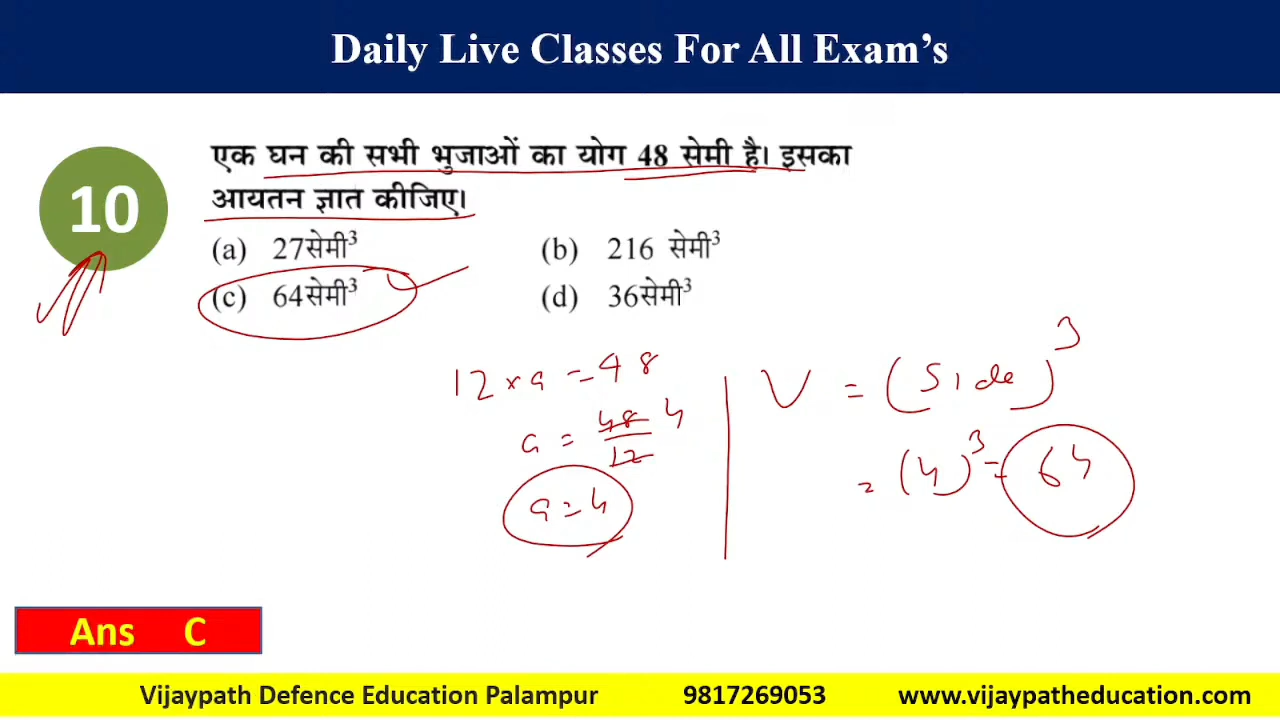 Daily Live Classes For All Exam's
10
एक घन की सभी भुजाओं का योग 48 सेमी है। इसका
आयतन ज्ञात कीजिए।
(a) 27सेमी³ (b) 216 सेमी³
(c) 64सेमी³ (d) 36सेमी³
12 × a = 48
a = 48/12 4
a = 4
V = (Side)³
= (4)³ = 64
Ans C
Vijaypath Defence Education Palampur 9817269053 www.vijaypatheducation.com